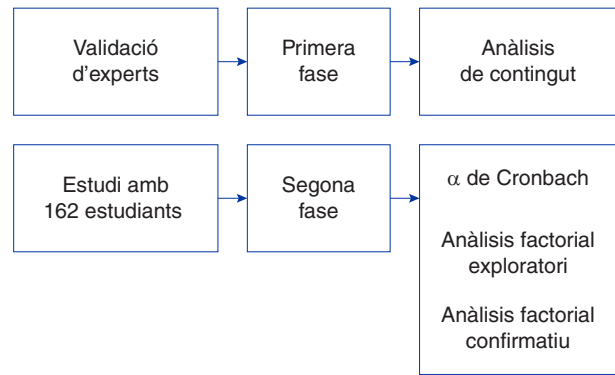 Validació
d’experts
Primera
fase
Anàlisis
de contingut
Estudi amb
162 estudiants
Segona
fase
α de Cronbach
Anàlisis factorial
exploratori
Anàlisis factorial
confirmatiu